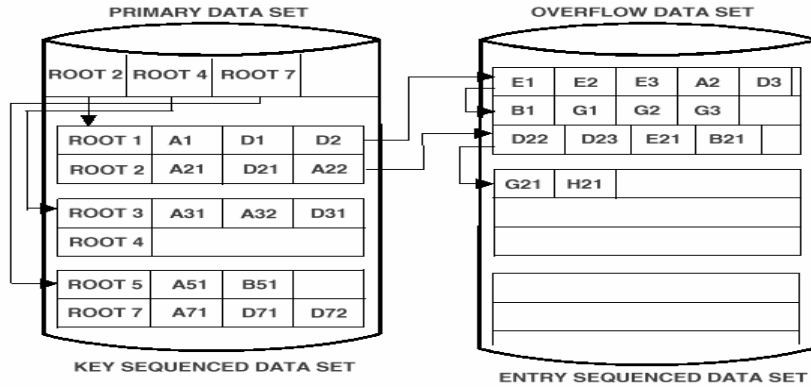 PRIMARY DATA SET
ROOT 2 ROOT 4 ROOT 7
ROOT 1 A1 D1 D2
ROOT 2 A21 D21 A22
ROOT 3 A31 A32 D31
ROOT 4
ROOT 5 A51 B51
ROOT 7 A71 D71 D72
KEY SEQUENCED DATA SET
OVERFLOW DATA SET
E1 E2 E3 A2 D3
B1 G1 G2 G3
D22 D23 E21 B21
G21 H21
ENTRY SEQUENCED DATA SET